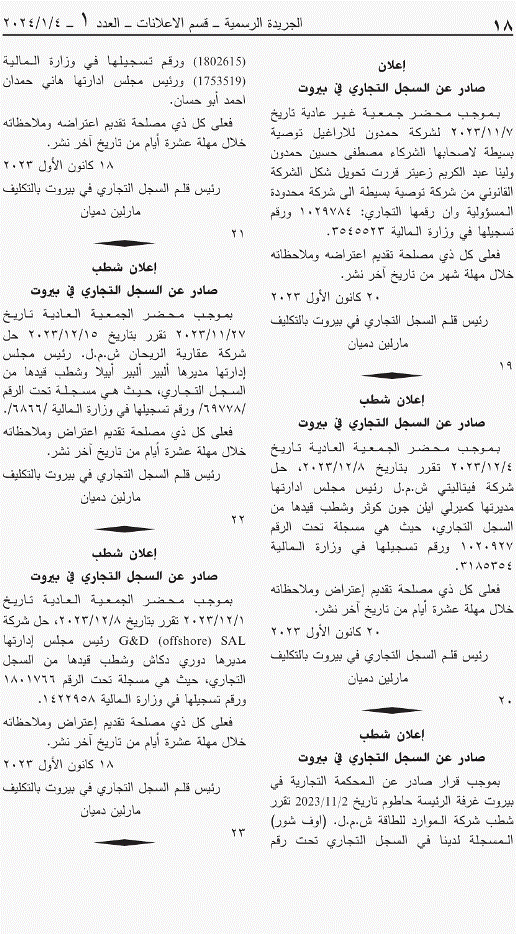 ١٨
الجريدة الرسمية ــ قسم الاعلانات ــ العدد ١ ــ ٢٠٢٤/١/٤
إعلان
صادر عن السجل التجاري في بيروت
بموجب محضر جمعية غير عادية تاريخ
٢٠٢٣/١١/٧ لشركة حمدون للاراغيل توصية
بسيطة لاصحابها الشركاء مصطفى حسين حمدون
ولينا عبد الكريم زعيتر قررت تحويل شكل الشركة
القانوني من شركة توصية بسيطة الى شركة محدودة
المسؤولية وان رقمها التجاري: ١٠٢٩٧٨٤ ورقم
تسجيلها في وزارة المالية ٣٥٤٥٥٢٣.
فعلى كل ذي مصلحة تقديم اعتراضه وملاحظاته
خلال مهلة شهر من تاريخ آخر نشر.
٢٠ كانون الأول ٢٠٢٣
رئيس قلم السجل التجاري في بيروت بالتكليف
مارلين دميان
١٩
إعلان شطب
صادر عن السجل التجاري في بيروت
بموجب محضر الجمعية العادية تاريخ
٢٠٢٣/١٢/٤ تقرر بتاريخ ٢٠٢٣/١٢/٨، حل
شركة فيتاليتي ش.م.ل رئيس مجلس ادارتها
مديرتها كمبرلي ايلن جون كوثر وشطب قيدها من
السجل التجاري، حيث هي مسجلة تحت الرقم
١٠٢٠٩٢٧ ورقم تسجيلها في وزارة المالية
٣١٨٥٣٥٤.
فعلى كل ذي مصلحة تقديم إعتراض وملاحظاته
خلال مهلة عشرة أيام من تاريخ آخر نشر.
٢٠ كانون الأول ٢٠٢٣
رئيس قلم السجل التجاري في بيروت بالتكليف
مارلين دميان
٢٠
إعلان شطب
صادر عن السجل التجاري في بيروت
بموجب قرار صادر عن المحكمة التجارية في
بيروت غرفة الرئيسة حاطوم تاريخ 2023/11/2 تقرر
شطب شركة الموارد للطاقة ش.م.ل. (اوف شور)
المسجلة لدينا في السجل التجاري تحت رقم
(1802615) ورقم تسجيلها في وزارة المالية
(1753519) ورئيس مجلس ادارتها هاني حمدان
احمد أبو حسان.
فعلى كل ذي مصلحة تقديم اعتراضه وملاحظاته
خلال مهلة عشرة أيام من تاريخ آخر نشر.
١٨ كانون الأول ٢٠٢٣
رئيس قلم السجل التجاري في بيروت بالتكليف
مارلين دميان
٢١
إعلان شطب
صادر عن السجل التجاري في بيروت
بموجب محضر الجمعية العادية تاريخ
٢٠٢٣/١١/٢٧ تقرر بتاريخ ٢٠٢٣/١٢/١٥ حل
شركة عقارية الريحان ش.م.ل. رئيس مجلس
إدارتها مديرها ألبير ألبير أبيلا وشطب قيدها من
السجل التجاري، حيث هي مسجلة تحت الرقم
/٦٩٧٧٨/ ورقم تسجيلها في وزارة المالية /٦٨٦٦/.
فعلى كل ذي مصلحة تقديم اعتراض وملاحظاته
خلال مهلة عشرة أيام من تاريخ آخر نشر.
رئيس قلم السجل التجاري في بيروت بالتكليف
مارلين دميان
٢٢
إعلان شطب
صادر عن السجل التجاري في بيروت
بموجب محضر الجمعية العادية تاريخ
٢٠٢٣/١٢/١ تقرر بتاريخ ٢٠٢٣/١٢/٨، حل شركة
G&D (offshore) SAL رئيس مجلس إدارتها
مديرها دوري دكاش وشطب قيدها من السجل
التجاري، حيث هي مسجلة تحت الرقم ١٨٠١٧٦٦
ورقم تسجيلها في وزارة المالية ١٤٢٢٩٥٨.
فعلى كل ذي مصلحة تقديم إعتراضه وملاحظاته
خلال مهلة عشرة أيام من تاريخ آخر نشر.
١٨ كانون الأول ٢٠٢٣
رئيس قلم السجل التجاري في بيروت بالتكليف
مارلين دميان
٢٣